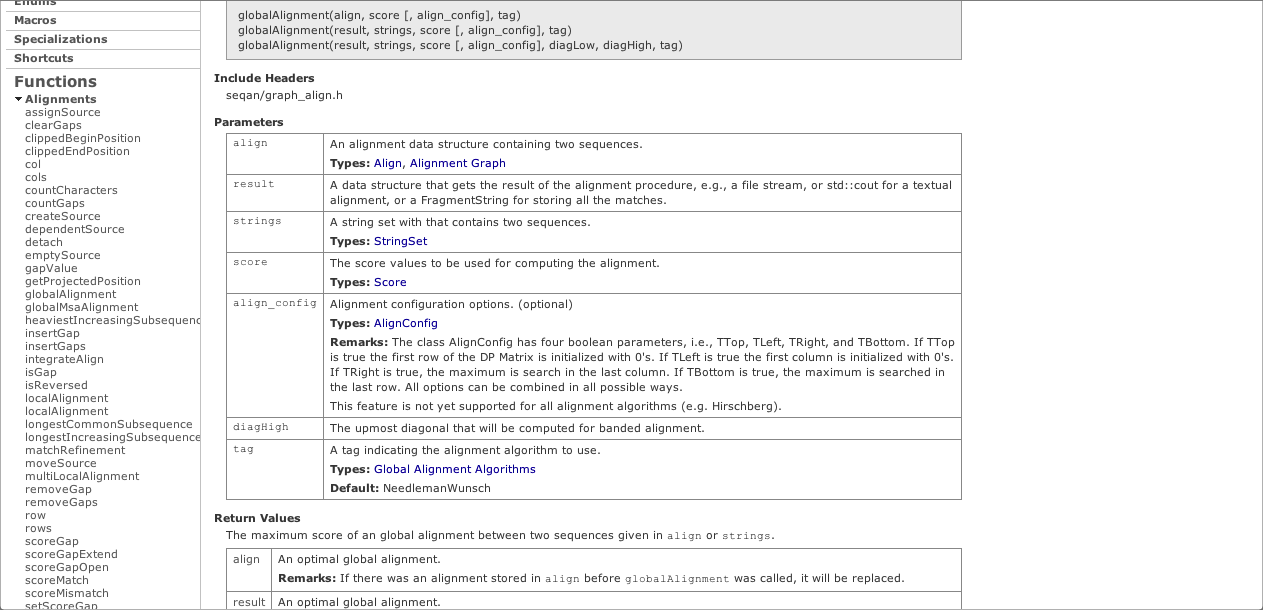 Enums
Macros
Specializations
Shortcuts
Functions
Alignments
assignSource
clearGaps
clippedBeginPosition
clippedEndPosition
col
cols
countCharacters
countGaps
createSource
dependentSource
detach
emptySource
gapValue
getProjectedPosition
globalAlignment
globalMsaAlignment
heaviestIncreasingSubsequenc
insertGap
insertGaps
integrateAlign
isGap
isReversed
localAlignment
localAlignment
longestCommonSubsequence
longestIncreasingSubsequence
matchRefinement
moveSource
multiLocalAlignment
removeGap
removeGaps
row
rows
scoreGap
scoreGapExtend
scoreGapOpen
scoreMatch
scoreMismatch
setScoreGap
globalAlignment(align, score [, align_config], tag)
globalAlignment(result, strings, score [, align_config], tag)
globalAlignment(result, strings, score [, align_config], diagLow, diagHigh, tag)
Include Headers
seqan/graph_align.h
Parameters
align
An alignment data structure containing two sequences.
Types: Align, Alignment Graph
result
A data structure that gets the result of the alignment procedure, e.g., a file stream, or std::cout for a textual
alignment, or a FragmentString for storing all the matches.
strings
A string set with that contains two sequences.
Types: StringSet
score
The score values to be used for computing the alignment.
Types: Score
align_config
Alignment configuration options. (optional)
Types: AlignConfig
Remarks: The class AlignConfig has four boolean parameters, i.e., TTop, TLeft, TRight, and TBottom. If TTop
is true the first row of the DP Matrix is initialized with 0's. If TLeft is true the first column is initialized with 0's.
If TRight is true, the maximum is search in the last column. If TBottom is true, the maximum is searched in
the last row. All options can be combined in all possible ways.
This feature is not yet supported for all alignment algorithms (e.g. Hirschberg).
diagHigh
The upmost diagonal that will be computed for banded alignment.
tag
A tag indicating the alignment algorithm to use.
Types: Global Alignment Algorithms
Default: NeedlemanWunsch
Return Values
The maximum score of an global alignment between two sequences given in align or strings.
align
An optimal global alignment.
Remarks: If there was an alignment stored in align before globalAlignment was called, it will be replaced.
result
An optimal global alignment.